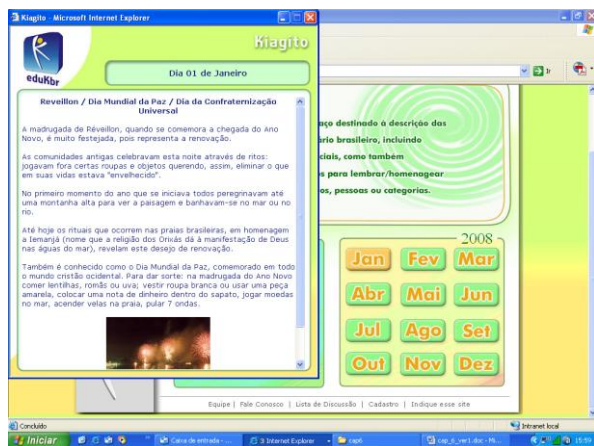 Kiagito - Microsoft Internet Explorer
eduKbr
Kiagito
Dia 01 de Janeiro
Reveillon / Dia Mundial da Paz / Dia da Confraternização
Universal
A madrugada de Réveillon, quando se comemora a chegada do Ano
Novo, é muito festejada, pois representa a renovação.
As comunidades antigas celebravam esta noite através de ritos:
jogavam fora certas roupas e objetos querendo, assim, eliminar o que
em suas vidas estava "envelhecido".
No primeiro momento do ano que se iniciava todos peregrinavam até
uma montanha alta para ver a paisagem e banhavam-se no mar ou no
rio.
Até hoje os rituais que ocorrem nas praias brasileiras, em homenagem
a Iemanjá (nome que a religião dos Orixás dá à manifestação de Deus
nas águas do mar), revelam este desejo de renovação.
Também é conhecido como o Dia Mundial da Paz, comemorado em todo
o mundo cristão ocidental. Para dar sorte: na madrugada do Ano Novo
comer lentilhas, romãs ou uva; vestir roupa branca ou usar uma peça
amarela, colocar uma nota de dinheiro dentro do sapato, jogar moedas
no mar, acender velas na praia, pular 7 ondas.
Ir
ço destinado à descrição das
rio brasileiro, incluindo
ciais, como também
s para lembrar/homenagear
os, pessoas ou categorias.
2008
Jan Fev Mar
Abr Mai Jun
Jul Ago Set
Out Nov Dez
Equipe | Fale Conosco | Lista de Discussão | Cadastro | Indique esse site
Concluído
Intranet local
Iniciar
Caixa de entrada - ...
3 Internet Explorer
cap6
cap_6_ver1.doc - Mi...
15:59